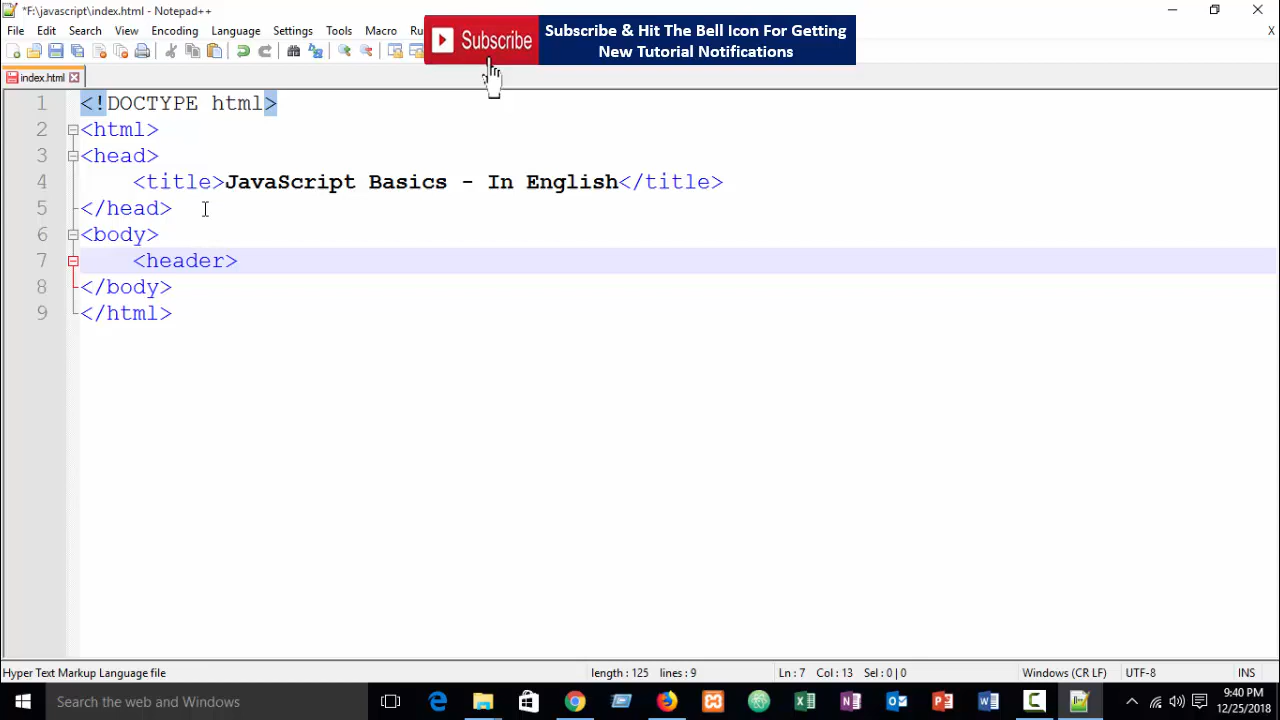 *F:\javascript\index.html - Notepad++
File Edit Search View Encoding Language Settings Tools Macro Ru
X
Subscribe
Subscribe & Hit The Bell Icon For Getting
New Tutorial Notifications
index.html
1 <!DOCTYPE html>
2 <html>
3 <head>
4 <title>JavaScript Basics - In English</title>
5 </head>
6 <body>
7 <header>
8 </body>
9 </html>
Hyper Text Markup Language file length : 125 lines : 9 Ln : 7 Col : 13 Sel : 0 | 0 Windows (CR LF) UTF-8 INS
Search the web and Windows
9:40 PM
12/25/2018